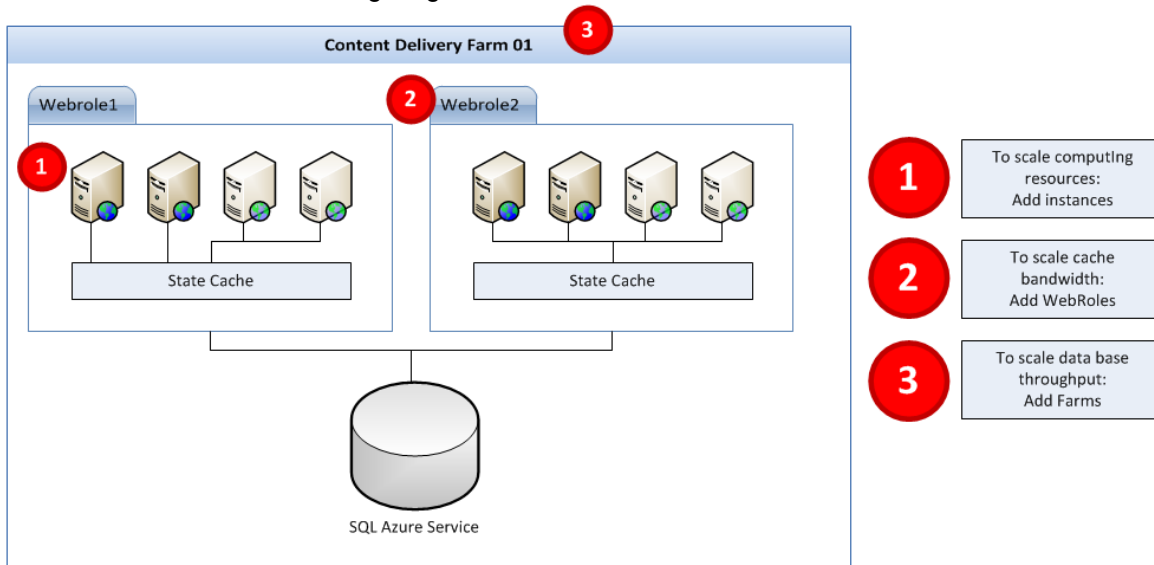 3
Content Delivery Farm 01
Webrole1
2
Webrole2
1
State Cache
State Cache
SQL Azure Service
1
To scale computIng
resources:
Add instances
2
To scale cache
bandwidth:
Add WebRoles
3
To scale data base
throughput:
Add Farms